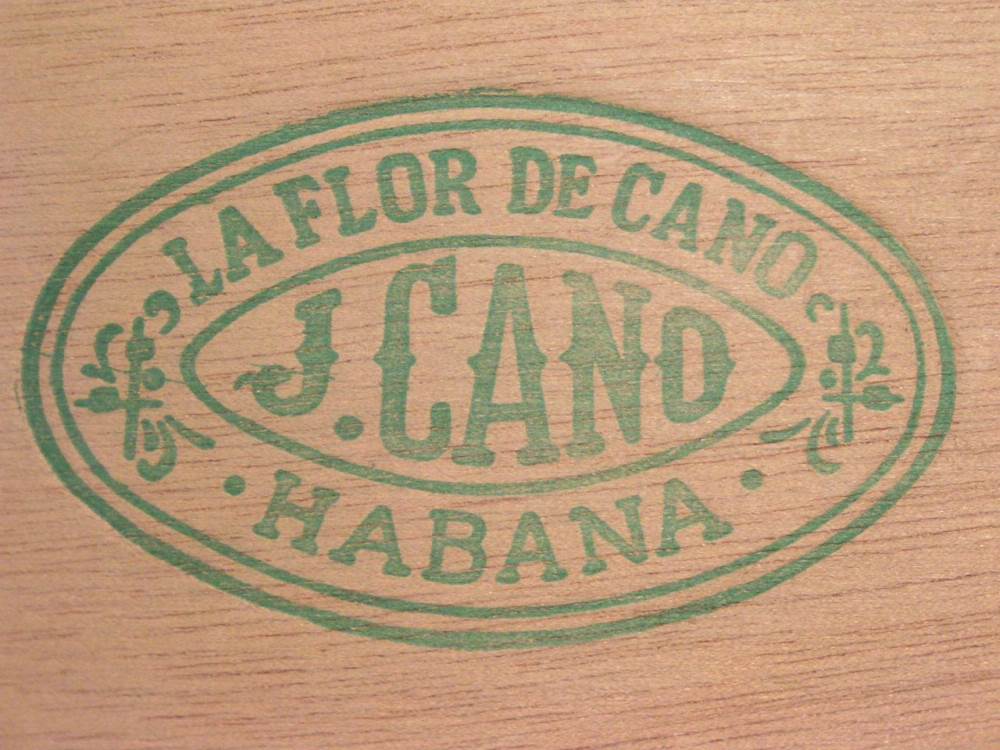 LA FLOR DE CANO
J. CANO
• HABANA •